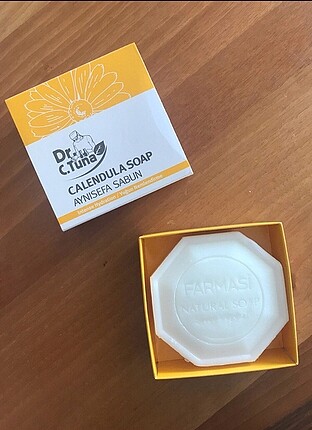 Dr.
C.Tuna
CALENDULA SOAP
AYNISEFA SABUN
FARMASi
NATURAL SOAP